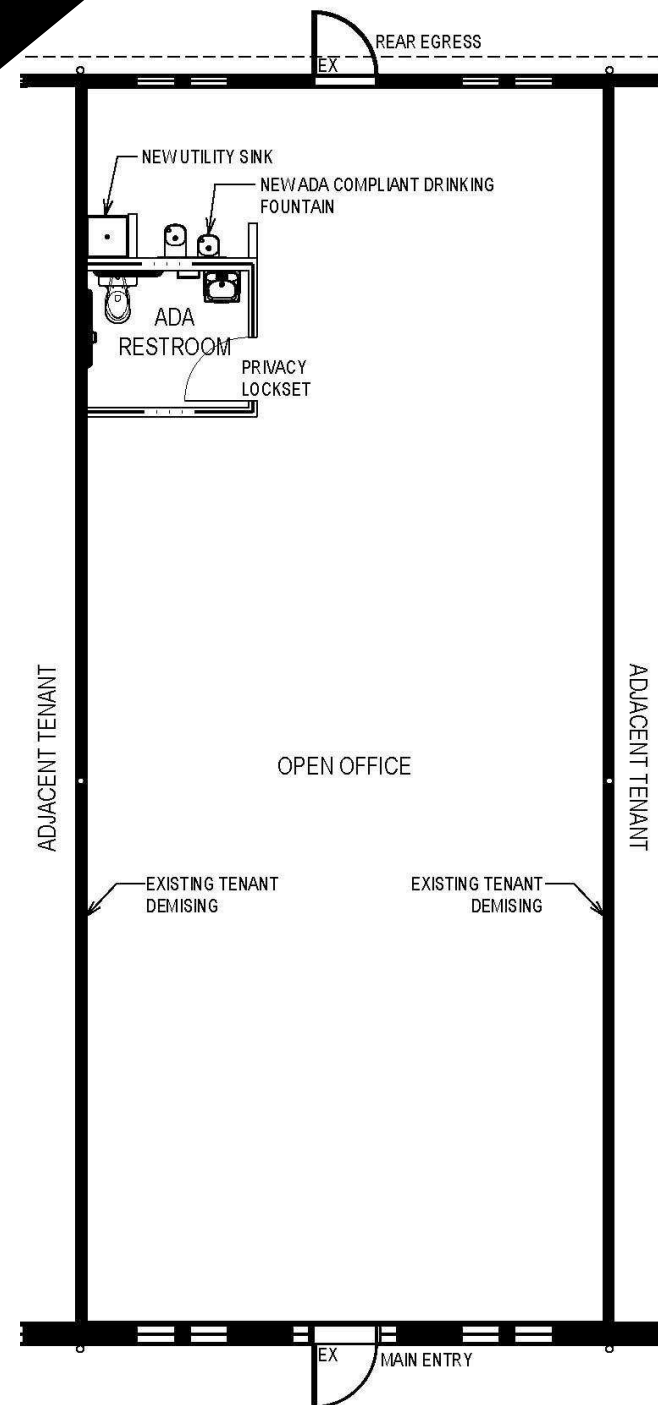 REAR EGRESS
EX
NEW UTILITY SINK
NEW ADA COMPLIANT DRINKING
FOUNTAIN
ADA
RESTROOM
PRIVACY
LOCKSET
ADJACENT TENANT
ADJACENT TENANT
OPEN OFFICE
EXISTING TENANT
DEMISING
EXISTING TENANT
DEMISING
EX
MAIN ENTRY